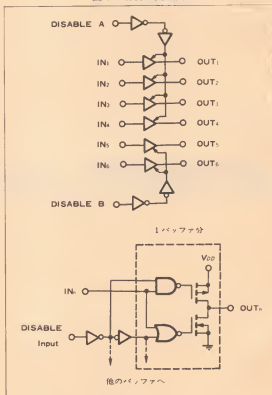 DISABLE A
IN₁ OUT₁
IN₂ OUT₂
IN₃ OUT₃
IN₄ OUT₄
IN₅ OUT₅
IN₆ OUT₆
DISABLE B
1バッファ分
VDD
INₙ
OUTₙ
DISABLE
Input
他のバッファへ